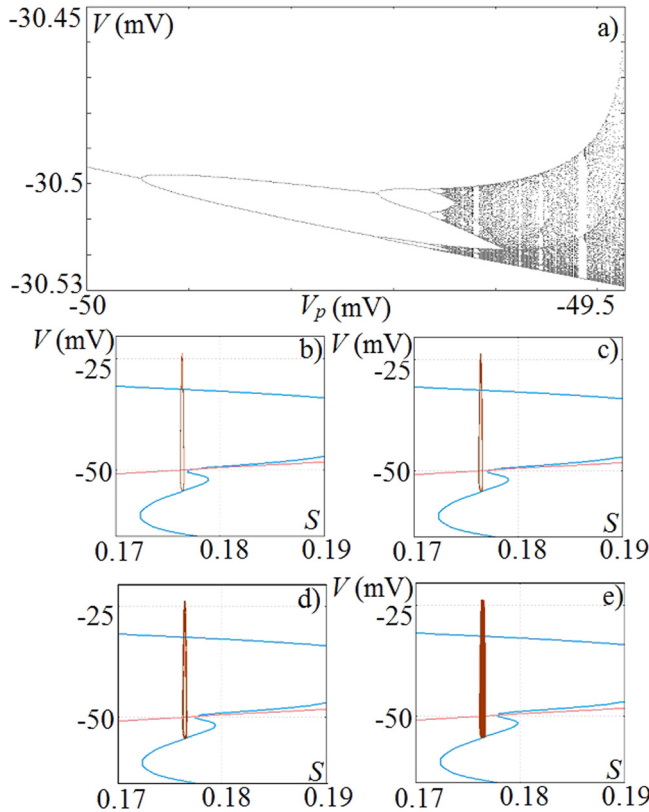 -30.45 V (mV) a)
-30.5
-30.53
-50 Vp (mV) -49.5
V (mV) b) V (mV) c)
-25 -25
-50 -50
S S
0.17 0.18 0.19 0.17 0.18 0.19
d) V (mV) e)
-25 -25
-50 -50
S S
0.17 0.18 0.19 0.17 0.18 0.19